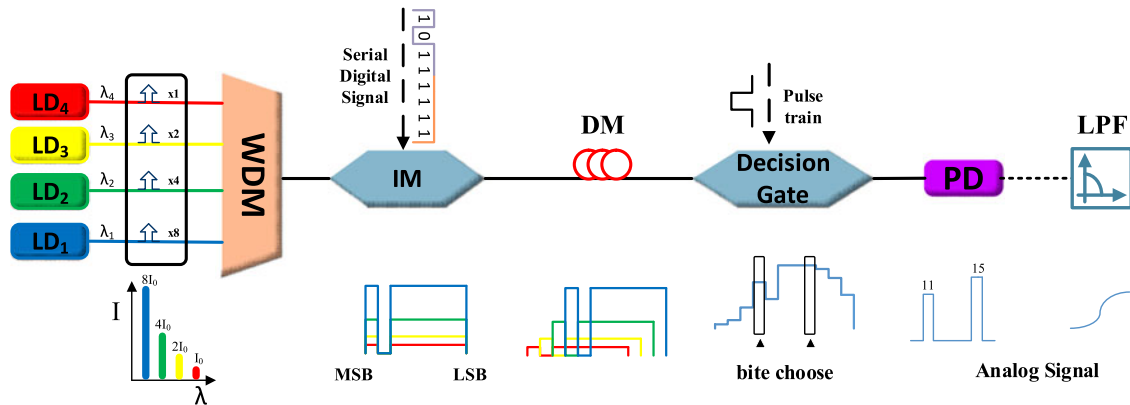 LD4 λ4 x1
LD3 λ3 x2
LD2 λ2 x4
LD1 λ1 x8
WDM
Serial
Digital
Signal
1 0 1 1 1 1 1 1
IM
DM
Pulse
train
Decision
Gate
PD
LPF
I
8I0
4I0
2I0
I0
λ
MSB LSB
bite choose
11 15
Analog Signal